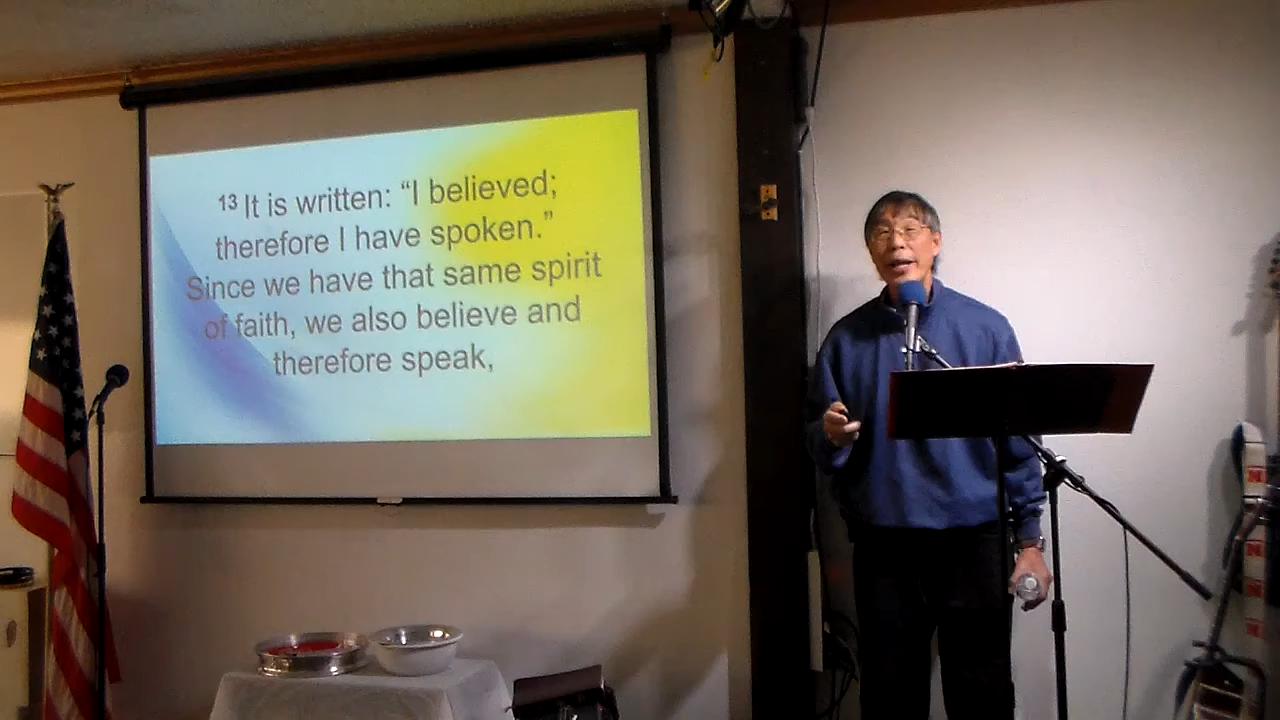 13 It is written: “I believed;
therefore I have spoken.”
Since we have that same spirit
of faith, we also believe and
therefore speak,